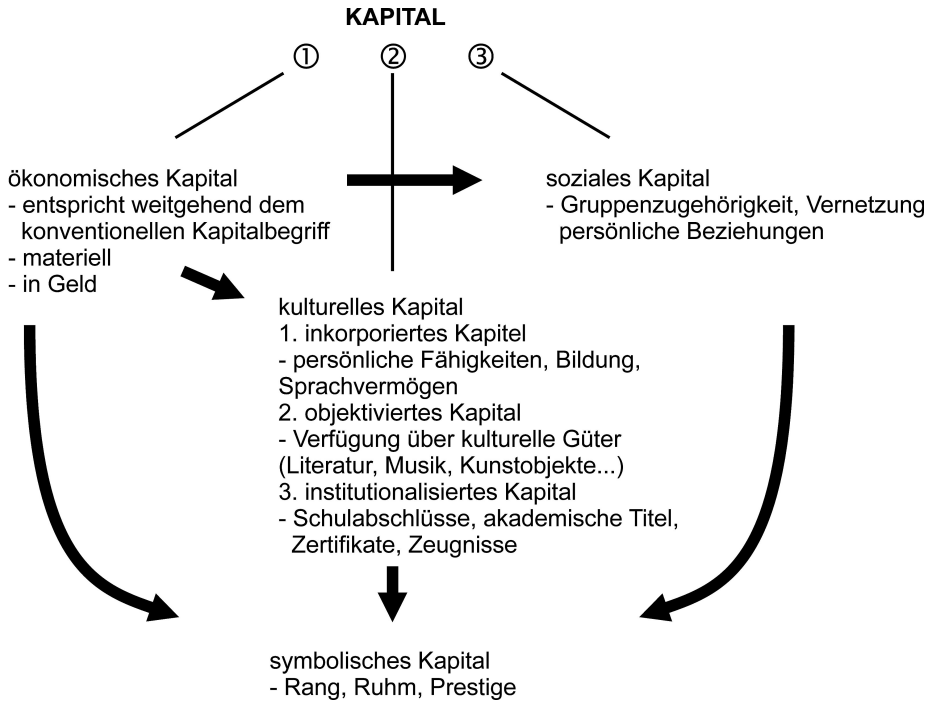 KAPITAL
① ② ③
ökonomisches Kapital
- entspricht weitgehend dem
konventionellen Kapitalbegriff
- materiell
- in Geld
soziales Kapital
- Gruppenzugehörigkeit, Vernetzung
persönliche Beziehungen
kulturelles Kapital
1. inkorporiertes Kapitel
- persönliche Fähigkeiten, Bildung,
Sprachvermögen
2. objektiviertes Kapital
- Verfügung über kulturelle Güter
(Literatur, Musik, Kunstobjekte...)
3. institutionalisiertes Kapital
- Schulabschlüsse, akademische Titel,
Zertifikate, Zeugnisse
symbolisches Kapital
- Rang, Ruhm, Prestige